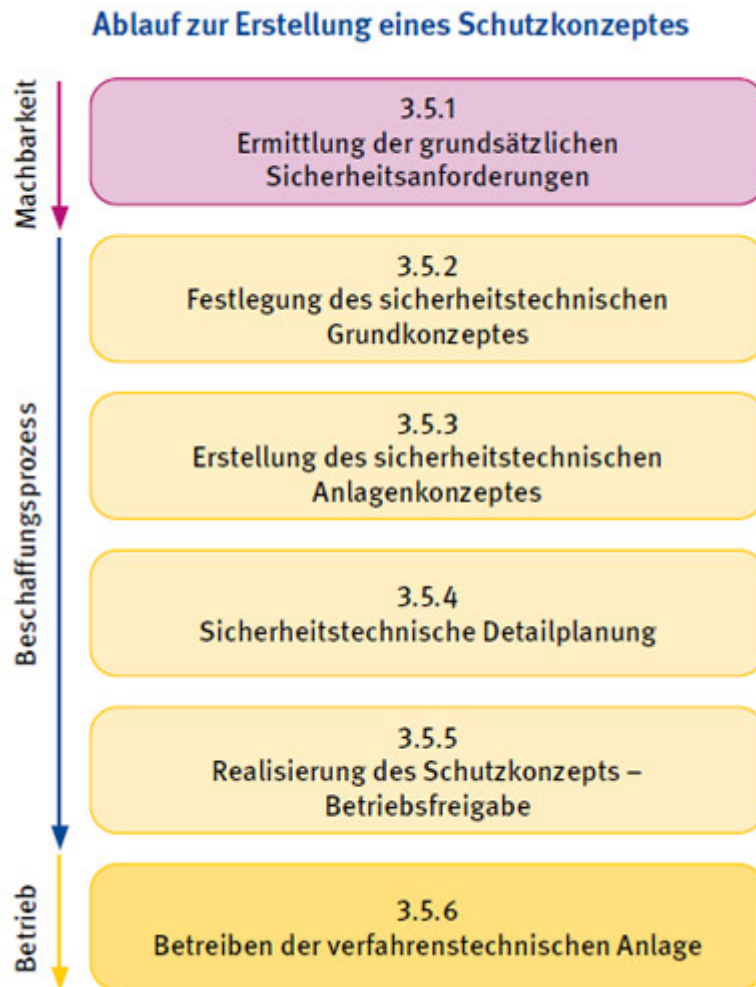 Ablauf zur Erstellung eines Schutzkonzeptes
Machbarkeit
3.5.1
Ermittlung der grundsätzlichen
Sicherheitsanforderungen
Beschaffungsprozess
3.5.2
Festlegung des sicherheitstechnischen
Grundkonzeptes
3.5.3
Erstellung des sicherheitstechnischen
Anlagenkonzeptes
3.5.4
Sicherheitstechnische Detailplanung
3.5.5
Realisierung des Schutzkonzepts –
Betriebsfreigabe
Betrieb
3.5.6
Betreiben der verfahrenstechnischen Anlage